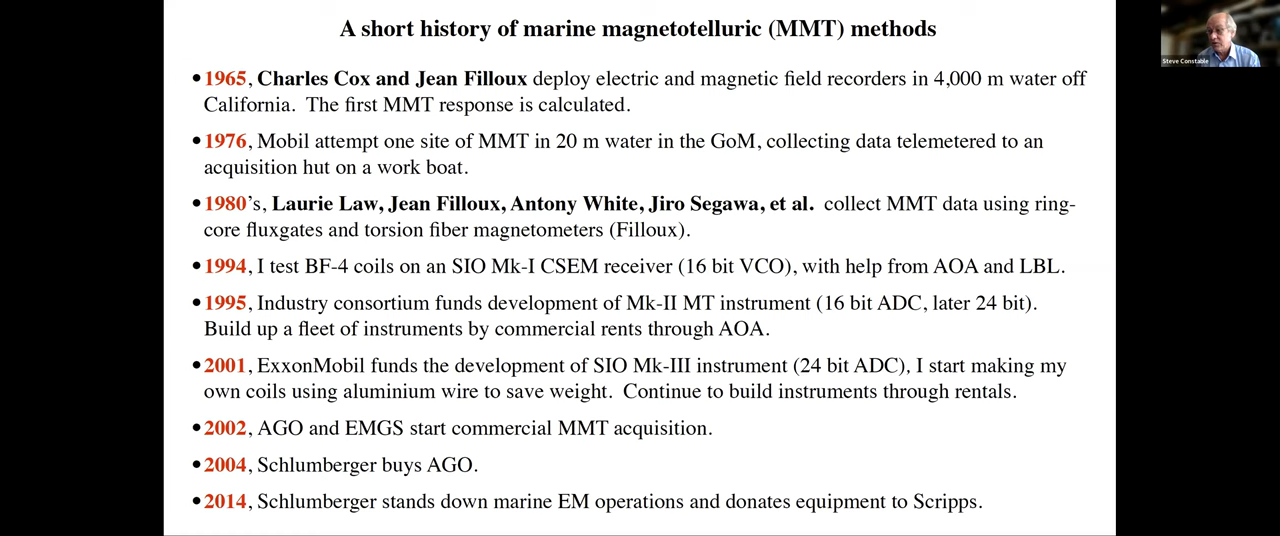 A short history of marine magnetotelluric (MMT) methods
•1965, Charles Cox and Jean Filloux deploy electric and magnetic field recorders in 4,000 m water off
California. The first MMT response is calculated.
•1976, Mobil attempt one site of MMT in 20 m water in the GoM, collecting data telemetered to an
acquisition hut on a work boat.
•1980's, Laurie Law, Jean Filloux, Antony White, Jiro Segawa, et al. collect MMT data using ring-
core fluxgates and torsion fiber magnetometers (Filloux).
•1994, I test BF-4 coils on an SIO Mk-I CSEM receiver (16 bit VCO), with help from AOA and LBL.
•1995, Industry consortium funds development of Mk-II MT instrument (16 bit ADC, later 24 bit).
Build up a fleet of instruments by commercial rents through AOA.
•2001, ExxonMobil funds the development of SIO Mk-III instrument (24 bit ADC), I start making my
own coils using aluminium wire to save weight. Continue to build instruments through rentals.
•2002, AGO and EMGS start commercial MMT acquisition.
•2004, Schlumberger buys AGO.
•2014, Schlumberger stands down marine EM operations and donates equipment to Scripps.
Steve Constable